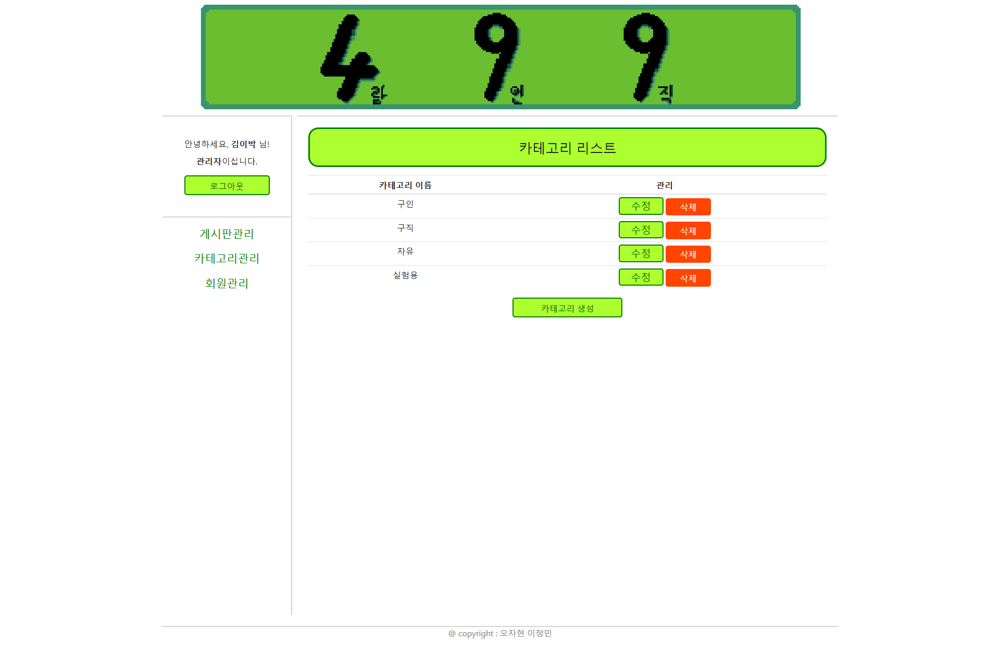 4 9 9
안녕하세요, 김이박 님!
관리자이십니다.
로그아웃
게시판관리
카테고리관리
회원관리
카테고리 리스트
카테고리 이름 관리
구인 수정 삭제
구직 수정 삭제
자유 수정 삭제
실험용 수정 삭제
카테고리 생성
@ copyright : 오자현 이정민